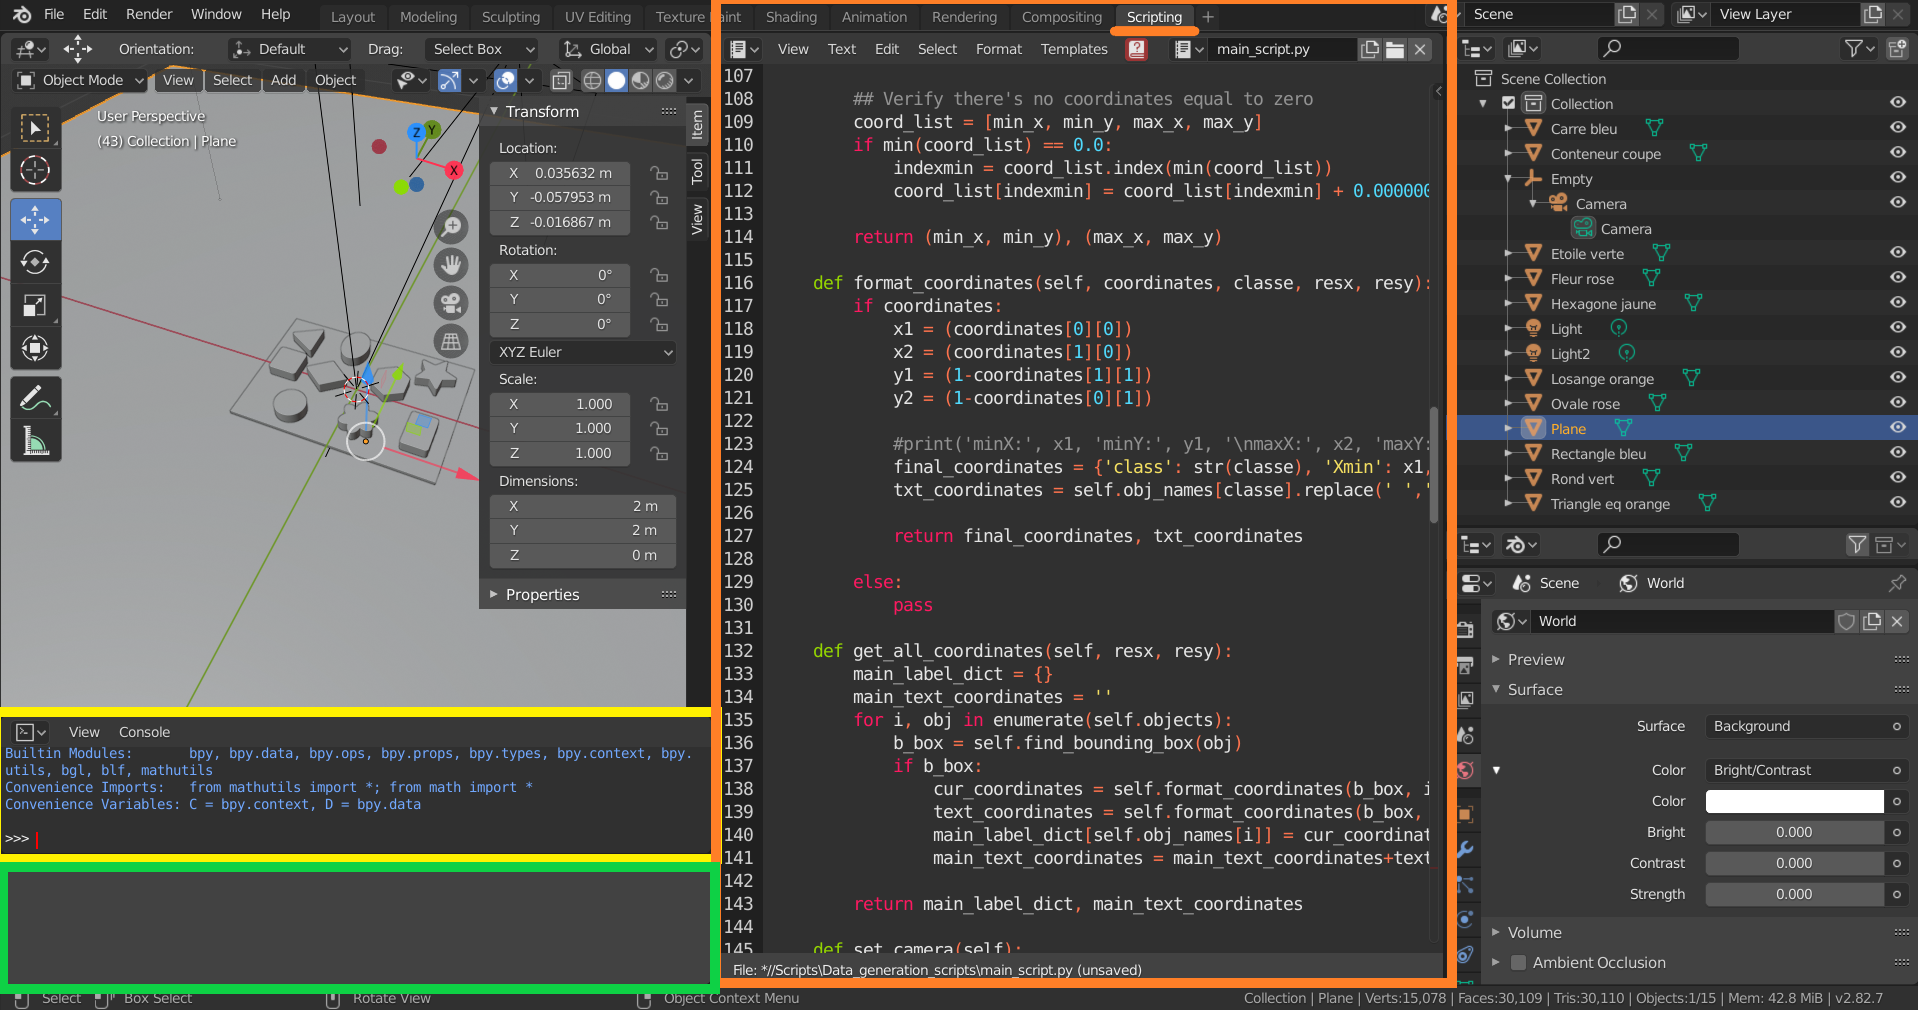 File Edit Render Window Help
Layout Modeling Sculpting UV Editing Texture Paint Shading Animation Rendering Compositing Scripting +
Scene
View Layer
Orientation: Default Drag: Select Box Global
Object Mode View Select Add Object
User Perspective
(43) Collection | Plane
Z
Y
X
Transform
Location:
X 0.035632 m
Y -0.057953 m
Z -0.016867 m
Rotation:
X 0°
Y 0°
Z 0°
XYZ Euler
Scale:
X 1.000
Y 1.000
Z 1.000
Dimensions:
X 2 m
Y 2 m
Z 0 m
Properties
Item
Tool
View
View Console
Builtin Modules: bpy, bpy.data, bpy.ops, bpy.props, bpy.types, bpy.context, bpy.
utils, bgl, blf, mathutils
Convenience Imports: from mathutils import *; from math import *
Convenience Variables: C = bpy.context, D = bpy.data
>>>
View Text Edit Select Format Templates main_script.py
107
108 ## Verify there's no coordinates equal to zero
109 coord_list = [min_x, min_y, max_x, max_y]
110 if min(coord_list) == 0.0:
111 indexmin = coord_list.index(min(coord_list))
112 coord_list[indexmin] = coord_list[indexmin] + 0.000000
113
114 return (min_x, min_y), (max_x, max_y)
115
116 def format_coordinates(self, coordinates, classe, resx, resy):
117 if coordinates:
118 x1 = (coordinates[0][0])
119 x2 = (coordinates[1][0])
120 y1 = (1-coordinates[1][1])
121 y2 = (1-coordinates[0][1])
122
123 #print('minX:', x1, 'minY:', y1, '\nmaxX:', x2, 'maxY:
124 final_coordinates = {'class': str(classe), 'Xmin': x1,
125 txt_coordinates = self.obj_names[classe].replace(' ','
126
127 return final_coordinates, txt_coordinates
128
129 else:
130 pass
131
132 def get_all_coordinates(self, resx, resy):
133 main_label_dict = {}
134 main_text_coordinates = ''
135 for i, obj in enumerate(self.objects):
136 b_box = self.find_bounding_box(obj)
137 if b_box:
138 cur_coordinates = self.format_coordinates(b_box, i
139 text_coordinates = self.format_coordinates(b_box,
140 main_label_dict[self.obj_names[i]] = cur_coordinat
141 main_text_coordinates = main_text_coordinates+text
142
143 return main_label_dict, main_text_coordinates
144
145 def set_camera(self):
File: *//Scripts\Data_generation_scripts\main_script.py (unsaved)
Scene Collection
Collection
Carre bleu
Conteneur coupe
Empty
Camera
Camera
Etoile verte
Fleur rose
Hexagone jaune
Light
Light2
Losange orange
Ovale rose
Plane
Rectangle bleu
Rond vert
Triangle eq orange
Scene World
World
Preview
Surface
Surface Background
Color Bright/Contrast
Color
Bright 0.000
Contrast 0.000
Strength 0.000
Volume
Ambient Occlusion
Select Box Select Rotate View Object Context Menu
Collection | Plane | Verts:15,078 | Faces:30,109 | Tris:30,110 | Objects:1/15 | Mem: 42.8 MiB | v2.82.7